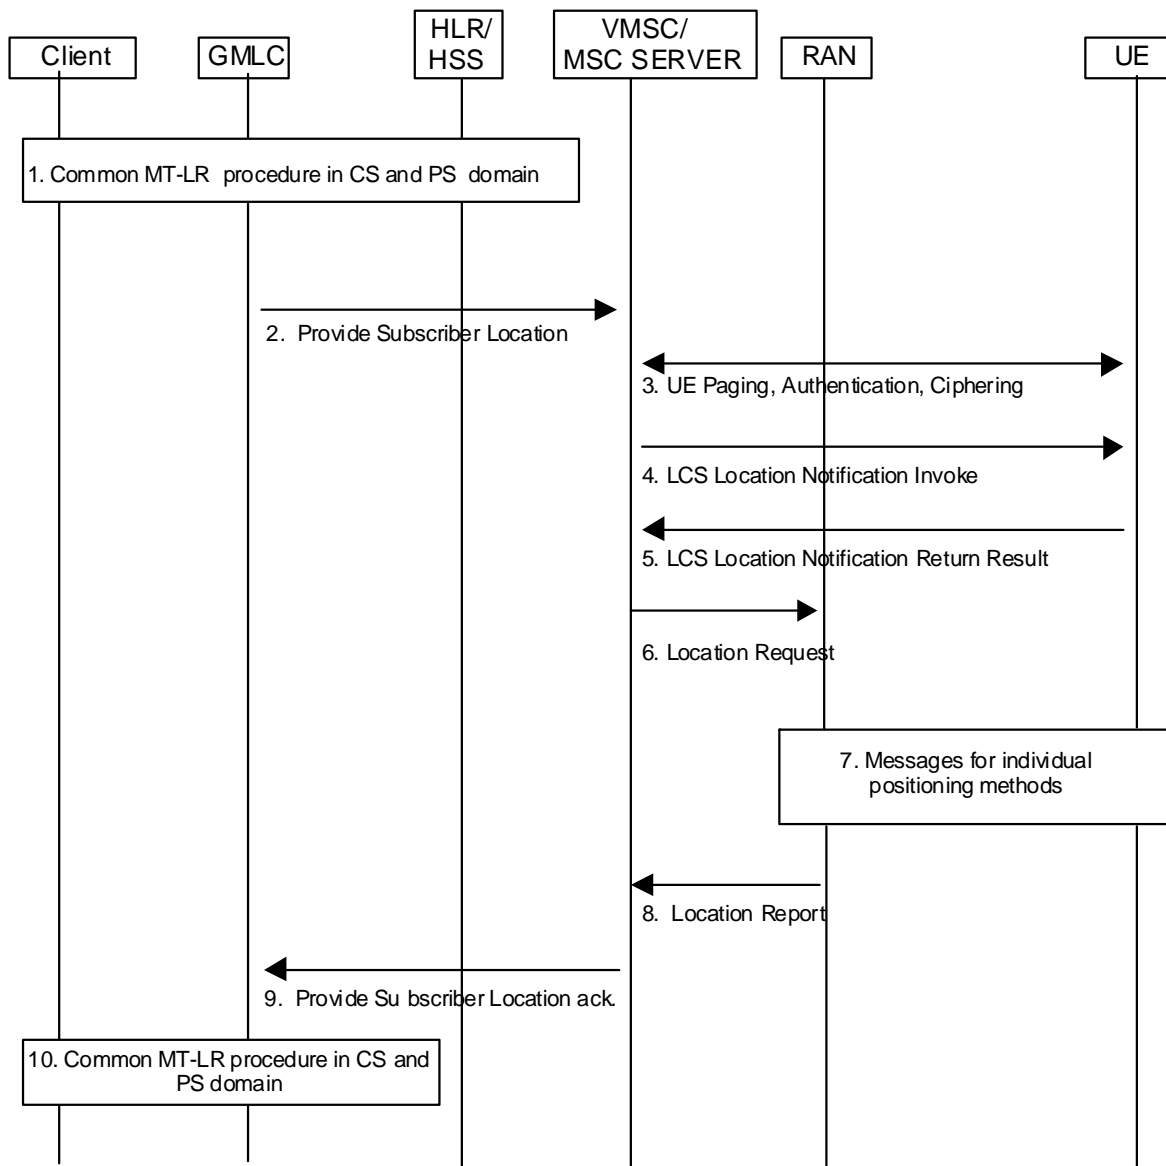 Client
GMLC
HLR/
HSS
VMSC/
MSC SERVER
RAN
UE
1. Common MT-LR procedure in CS and PS domain
2. Provide Subscriber Location
3. UE Paging, Authentication, Ciphering
4. LCS Location Notification Invoke
5. LCS Location Notification Return Result
6. Location Request
7. Messages for individual
positioning methods
8. Location Report
9. Provide Su bscriber Location ack.
10. Common MT-LR procedure in CS and
PS domain